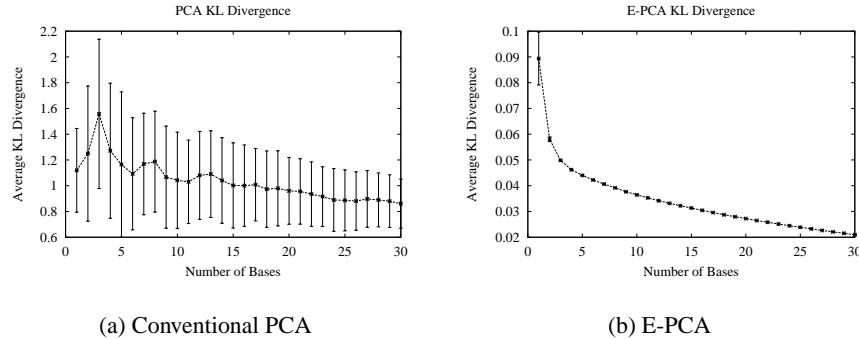 PCA KL Divergence
2.2
2
1.8
1.6
1.4
1.2
1
0.8
0.6
Average KL Divergence
0 5 10 15 20 25 30
Number of Bases
(a) Conventional PCA
E-PCA KL Divergence
0.1
0.09
0.08
0.07
0.06
0.05
0.04
0.03
0.02
Average KL Divergence
0 5 10 15 20 25 30
Number of Bases
(b) E-PCA